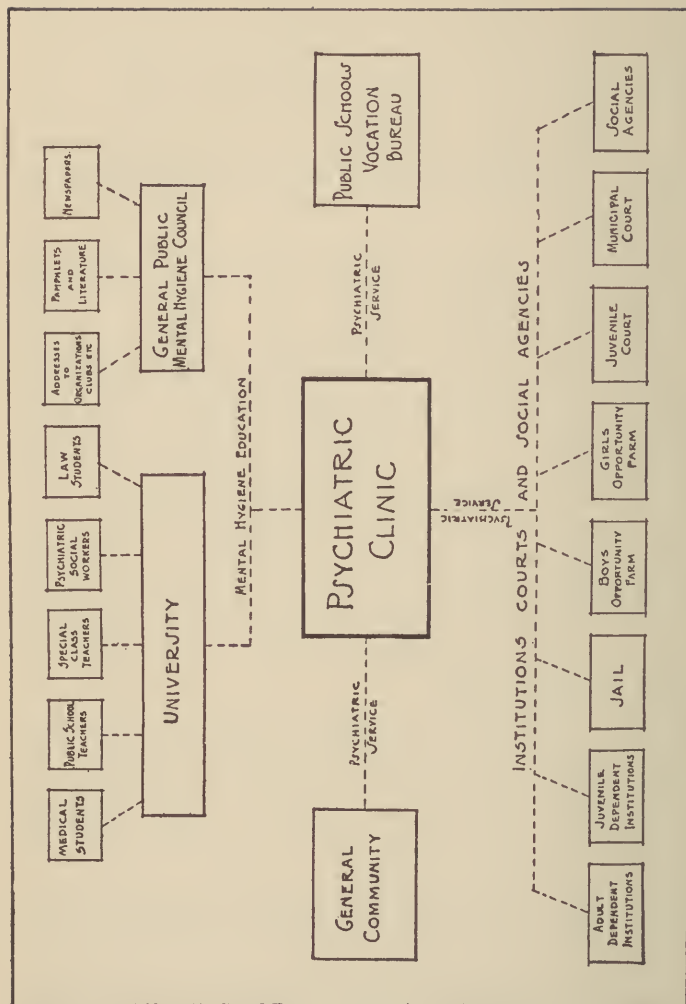 MEDICAL
STUDENTS
PUBLIC SCHOOL
TEACHERS
SPECIAL
CLASS
TEACHERS
PSYCHIATRIC
SOCIAL
WORKERS
LAW
STUDENTS
ADDRESSES
TO
ORGANIZATIONS
CLUBS ETC
PAMPHLETS
AND
LITERATURE
NEWSPAPERS
UNIVERSITY
GENERAL PUBLIC
MENTAL HYGIENE COUNCIL
MENTAL HYGIENE EDUCATION
GENERAL
COMMUNITY
PSYCHIATRIC
SERVICE
PSYCHIATRIC
CLINIC
PSYCHIATRIC
SERVICE
PUBLIC SCHOOLS
VOCATION
BUREAU
PSYCHIATRIC
SERVICE
INSTITUTIONS COURTS AND SOCIAL AGENCIES
ADULT
DEPENDENT
INSTITUTIONS
JUVENILE
DEPENDENT
INSTITUTIONS
JAIL
BOYS
OPPORTUNITY
FARM
GIRLS
OPPORTUNITY
FARM
JUVENILE
COURT
MUNICIPAL
COURT
SOCIAL
AGENCIES